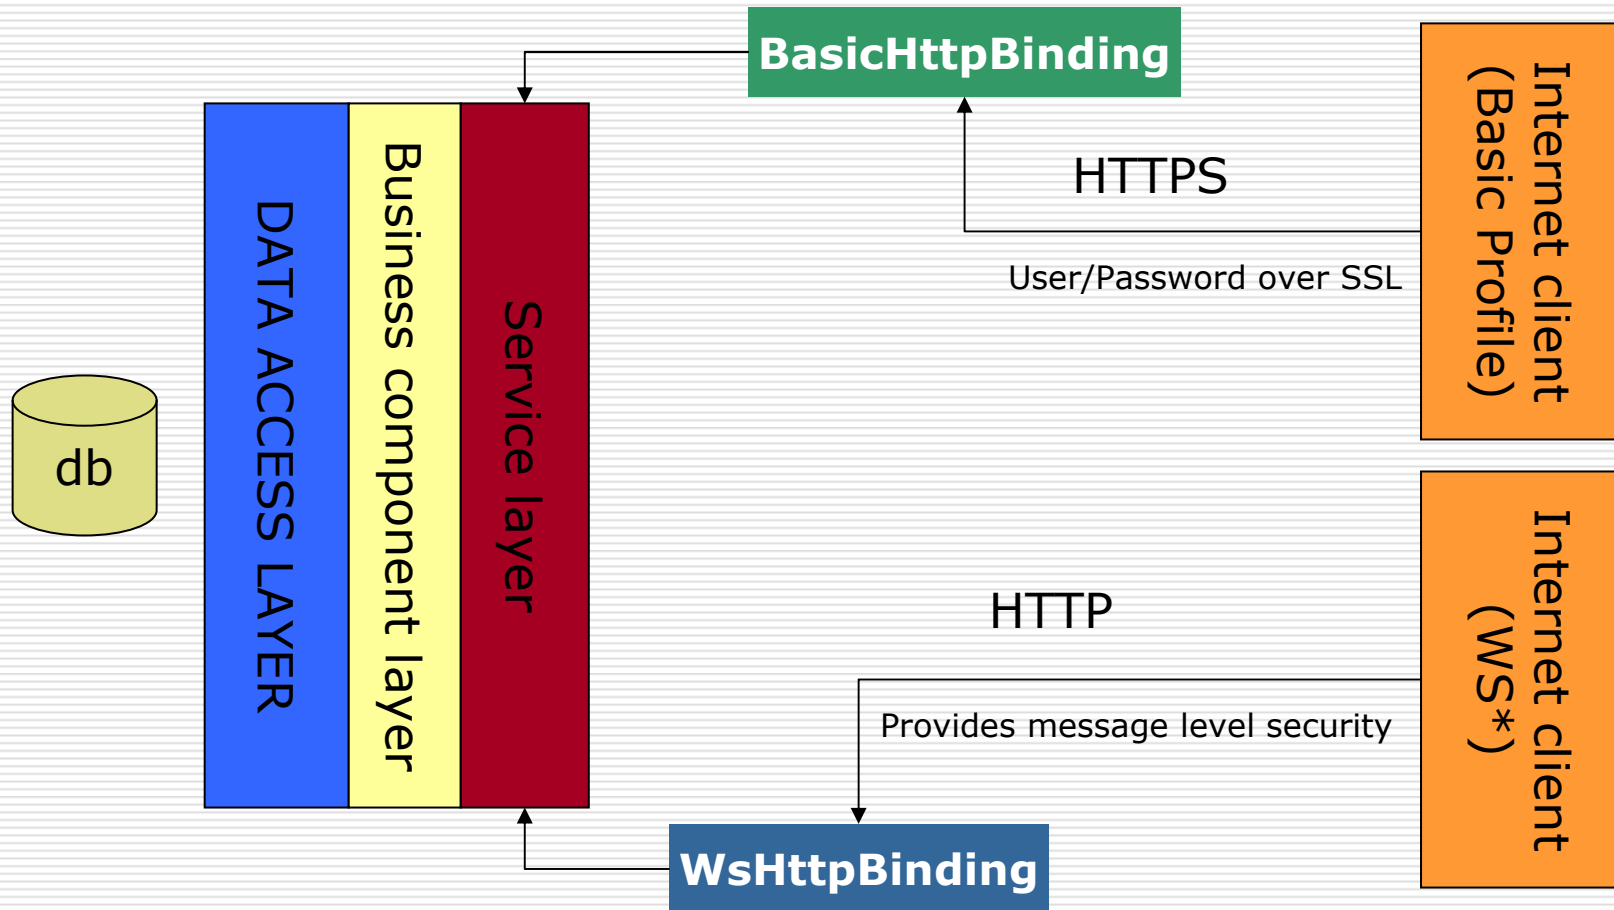 BasicHttpBinding
Internet client
(Basic Profile)
HTTPS
User/Password over SSL
DATA ACCESS LAYER
Business component layer
Service layer
db
HTTP
Provides message level security
Internet client
(WS*)
WsHttpBinding